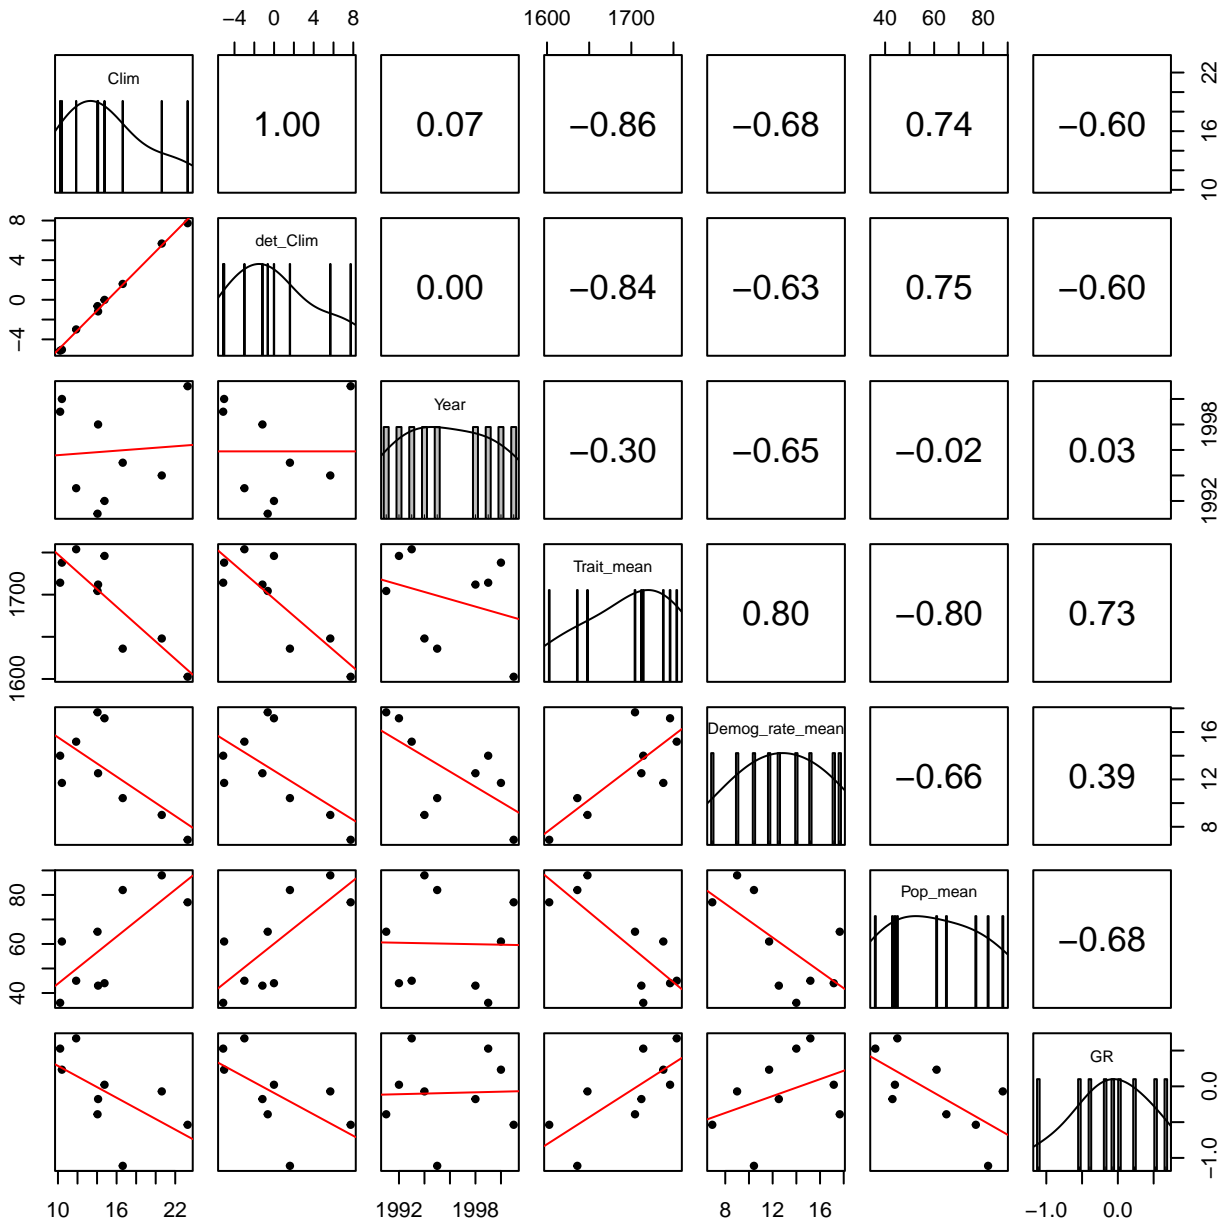 −4 0 4 8 1600 1700 40 60 80
Clim 1.00 0.07 −0.86 −0.68 0.74 −0.60 10 16 22
−4 0 4 8 det_Clim 0.00 −0.84 −0.63 0.75 −0.60
Year −0.30 −0.65 −0.02 0.03 1992 1998
1600 1700 Trait_mean 0.80 −0.80 0.73
Demog_rate_mean −0.66 0.39 8 12 16
40 60 80 Pop_mean −0.68
GR −1.0 0.0
10 16 22 1992 1998 8 12 16 −1.0 0.0